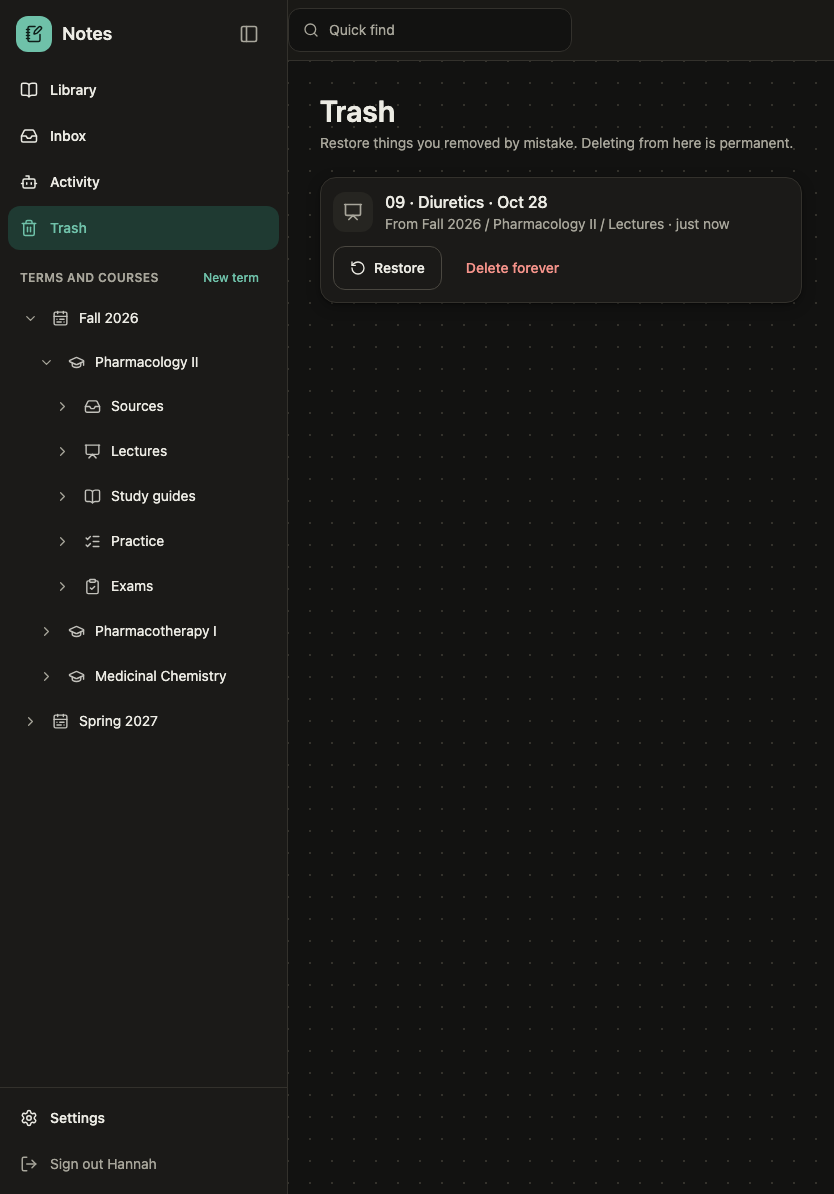 Notes
Quick find
Library
Inbox
Activity
Trash
TERMS AND COURSES
New term
Fall 2026
Pharmacology II
Sources
Lectures
Study guides
Practice
Exams
Pharmacotherapy I
Medicinal Chemistry
Spring 2027
Settings
Sign out Hannah
Trash
Restore things you removed by mistake. Deleting from here is permanent.
09 · Diuretics · Oct 28
From Fall 2026 / Pharmacology II / Lectures · just now
Restore
Delete forever